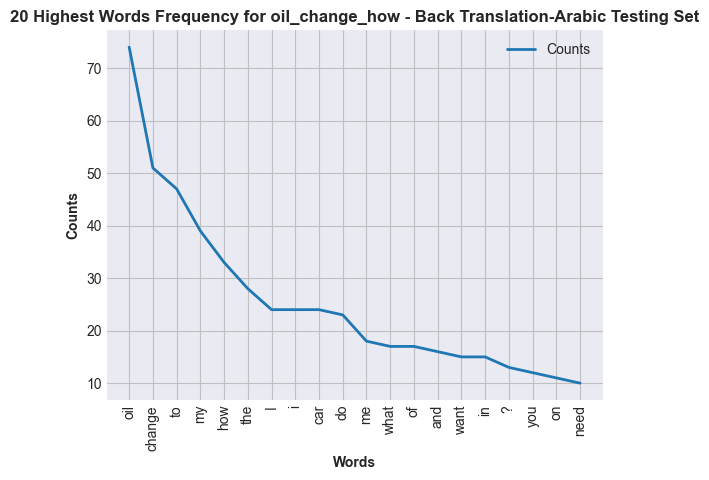 20 Highest Words Frequency for oil_change_how - Back Translation-Arabic Testing Set
Counts
70
60
50
40
30
20
10
Counts
oil
change
to
my
how
the
I
i
car
do
me
what
of
and
want
in
?
you
on
need
Words